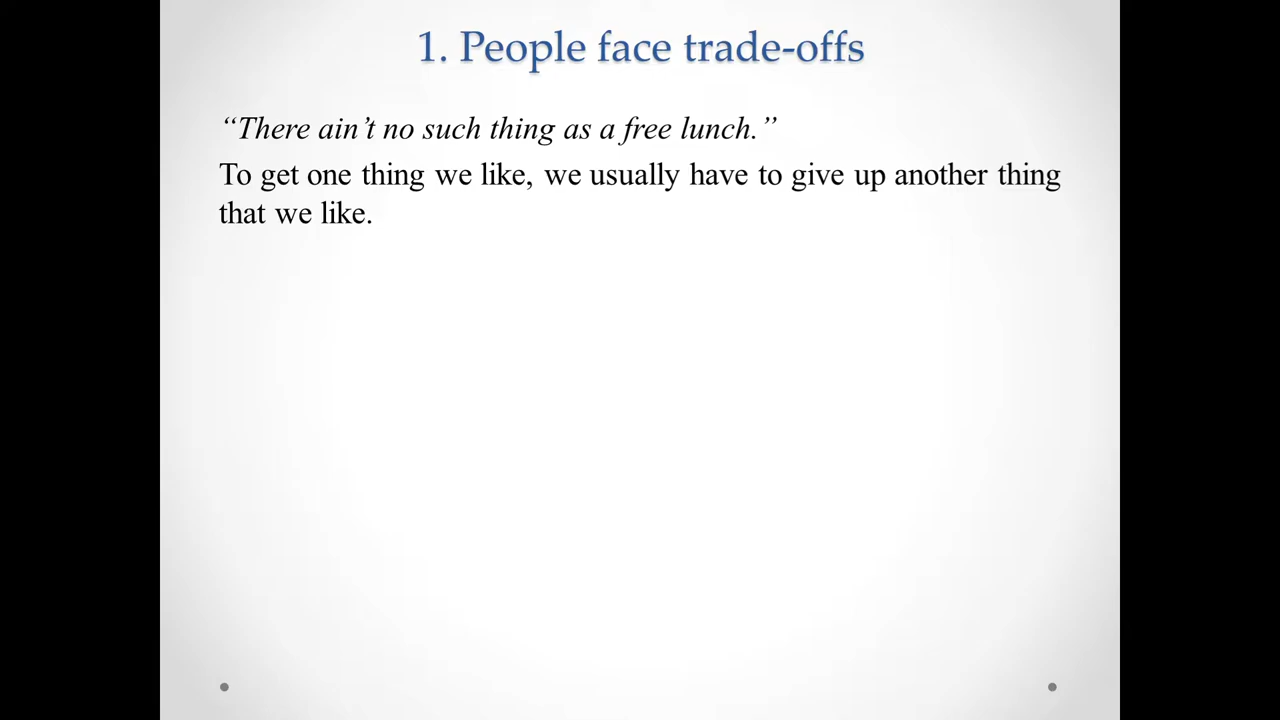 1. People face trade-offs
“There ain’t no such thing as a free lunch.”
To get one thing we like, we usually have to give up another thing
that we like.